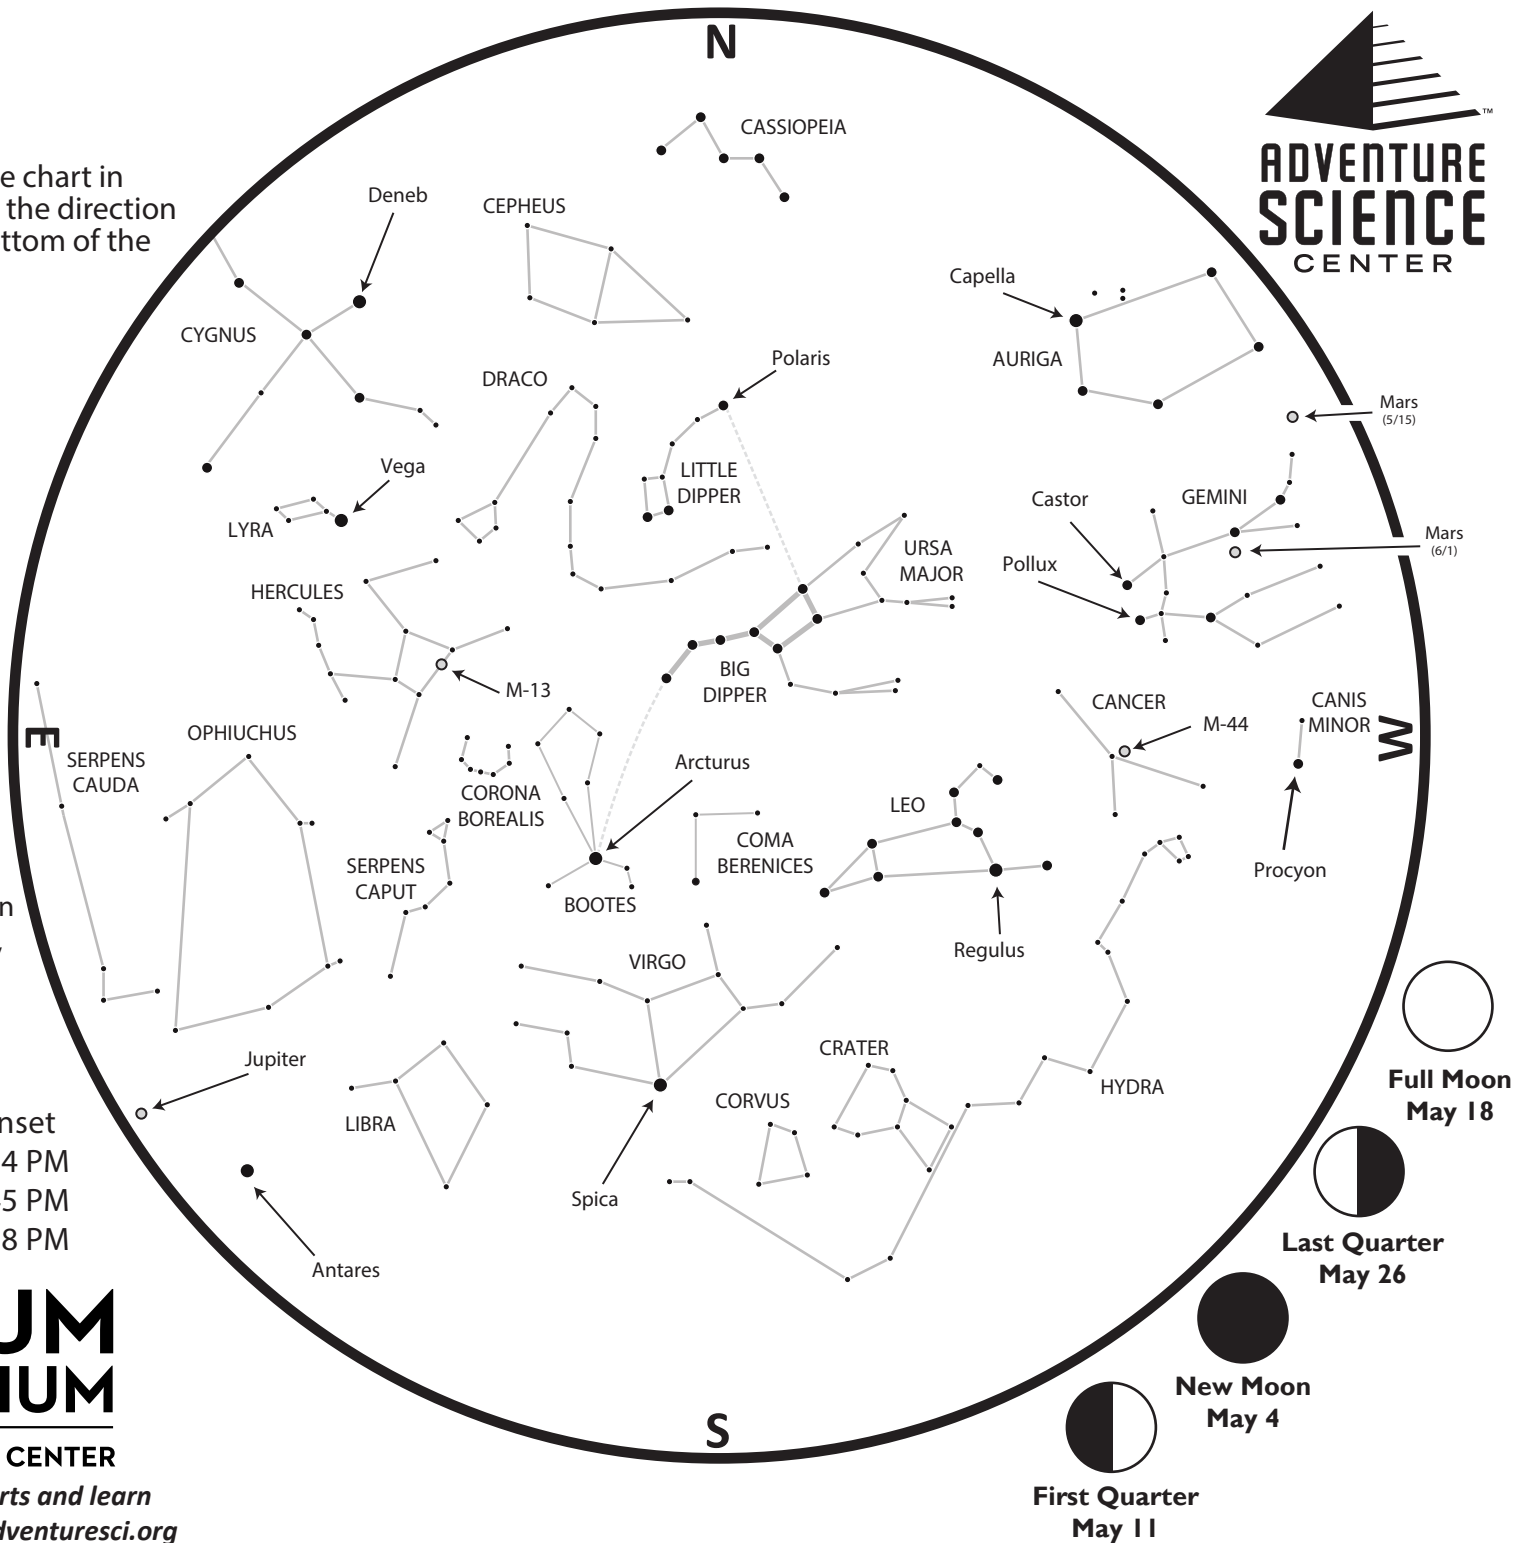 N
CASSIOPEIA
™
ADVENTURE
SCIENCE
CENTER
e chart in
the direction
ttom of the
Deneb
CEPHEUS
Capella
CYGNUS
Polaris
AURIGA
DRACO
Mars
(5/15)
Vega
LITTLE
DIPPER
Castor
GEMINI
LYRA
Mars
(6/1)
URSA
MAJOR
Pollux
HERCULES
BIG
DIPPER
M-13
CANCER
M-44
CANIS
MINOR
E
W
OPHIUCHUS
SERPENS
CAUDA
Arcturus
CORONA
BOREALIS
LEO
COMA
BERENICES
SERPENS
CAPUT
Procyon
BOOTES
n
Regulus
VIRGO
Jupiter
CRATER
HYDRA
CORVUS
LIBRA
Full Moon
May 18
nset
4 PM
5 PM
8 PM
Spica
Antares
Last Quarter
May 26
UM
IUM
CENTER
New Moon
May 4
S
rts and learn
dventuresci.org
First Quarter
May 11